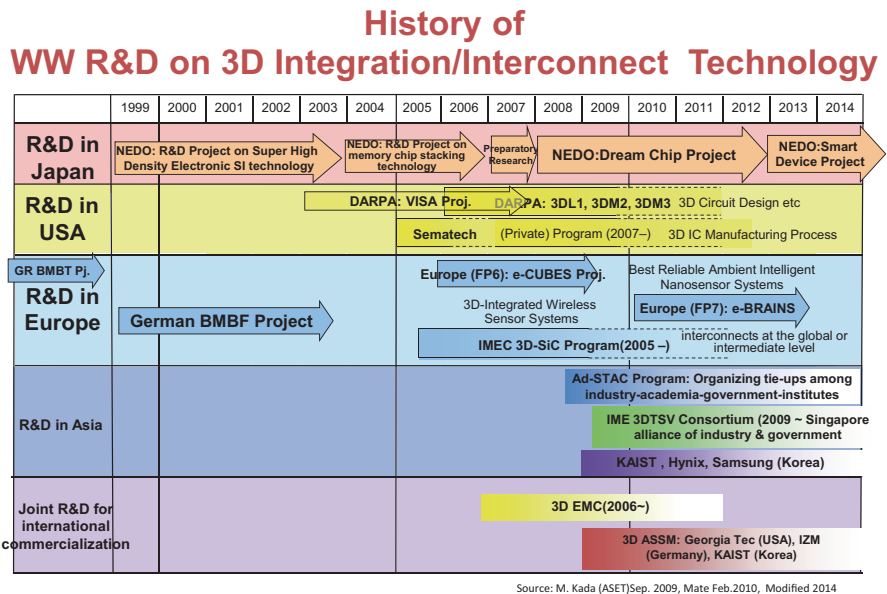 History of
WW R&D on 3D Integration/Interconnect Technology
1999 2000 2001 2002 2003 2004 2005 2006 2007 2008 2009 2010 2011 2012 2013 2014
R&D in
Japan
NEDO: R&D Project on Super High
Density Electronic SI technology
NEDO: R&D Project on
memory chip stacking
technology
Preparatory
Research
NEDO:Dream Chip Project
NEDO:Smart
Device Project
R&D in
USA
DARPA: VISA Proj.
DARPA: 3DL1, 3DM2, 3DM3
3D Circuit Design etc
Sematech
(Private) Program (2007–)
3D IC Manufacturing Process
GR BMBT Pj.
R&D in
Europe
German BMBF Project
Europe (FP6): e-CUBES Proj.
3D-Integrated Wireless
Sensor Systems
Best Reliable Ambient Intelligent
Nanosensor Systems
Europe (FP7): e-BRAINS
IMEC 3D-SiC Program(2005 –)
interconnects at the global or
intermediate level
R&D in Asia
Ad-STAC Program: Organizing tie-ups among
industry-academia-government-institutes
IME 3DTSV Consortium (2009 ~ Singapore
alliance of industry & government
KAIST , Hynix, Samsung (Korea)
Joint R&D for
international
commercialization
3D EMC(2006~)
3D ASSM: Georgia Tec (USA), IZM
(Germany), KAIST (Korea)
Source: M. Kada (ASET)Sep. 2009, Mate Feb.2010, Modified 2014